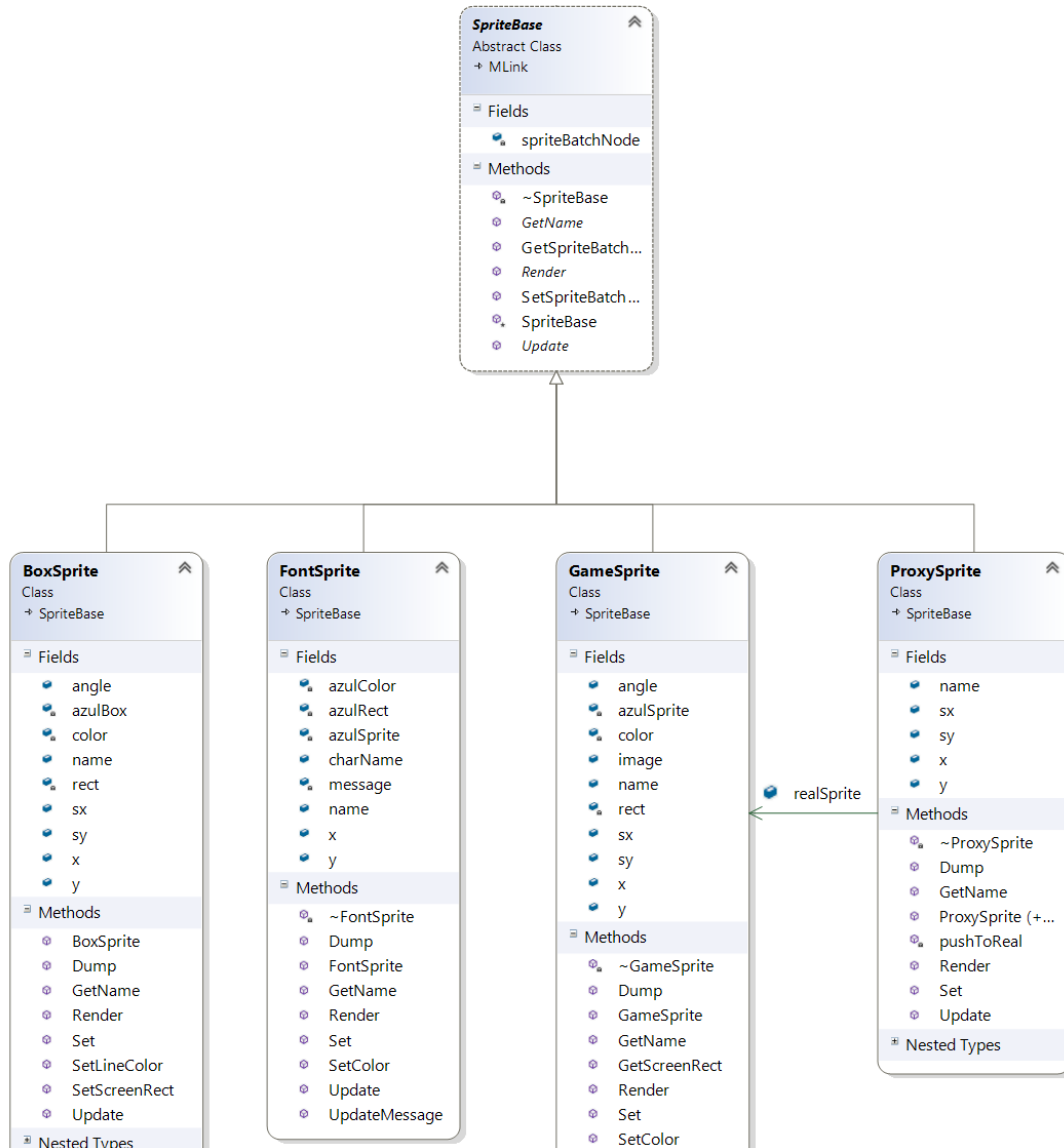 SpriteBase
Abstract Class
MLink
Fields
spriteBatchNode
Methods
~SpriteBase
GetName
GetSpriteBatch...
Render
SetSpriteBatch...
SpriteBase
Update
BoxSprite
Class
SpriteBase
Fields
angle
azulBox
color
name
rect
sx
sy
x
y
Methods
BoxSprite
Dump
GetName
Render
Set
SetLineColor
SetScreenRect
Update
Nested Types
FontSprite
Class
SpriteBase
Fields
azulColor
azulRect
azulSprite
charName
message
name
x
y
Methods
~FontSprite
Dump
FontSprite
GetName
Render
Set
SetColor
Update
UpdateMessage
GameSprite
Class
SpriteBase
Fields
angle
azulSprite
color
image
name
rect
sx
sy
x
y
Methods
~GameSprite
Dump
GameSprite
GetName
GetScreenRect
Render
Set
SetColor
realSprite
ProxySprite
Class
SpriteBase
Fields
name
sx
sy
x
y
Methods
~ProxySprite
Dump
GetName
ProxySprite (+...
pushToReal
Render
Set
Update
Nested Types